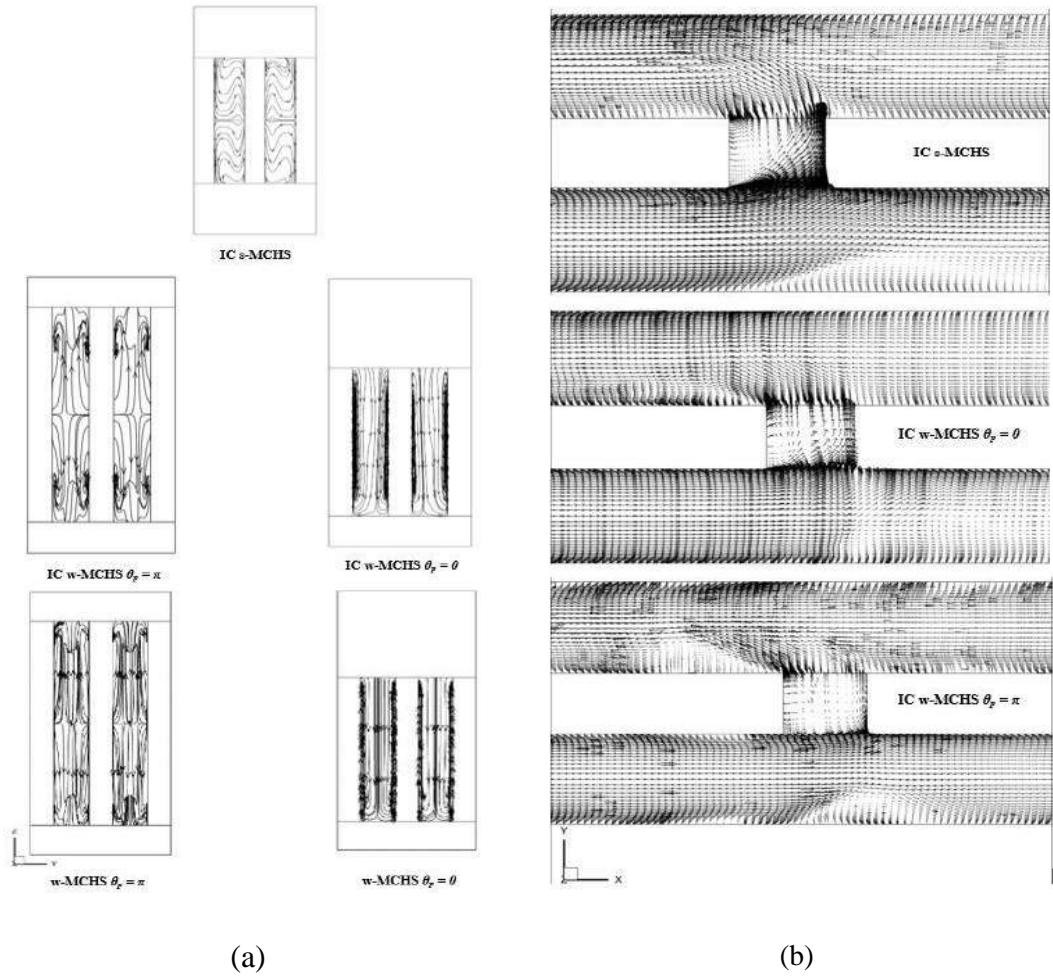 IC s-MCHS
IC w-MCHS θp = π
IC w-MCHS θp = 0
w-MCHS θp = π
w-MCHS θp = 0
(a)
IC s-MCHS
IC w-MCHS θp = 0
IC w-MCHS θp = π
Y
X
(b)